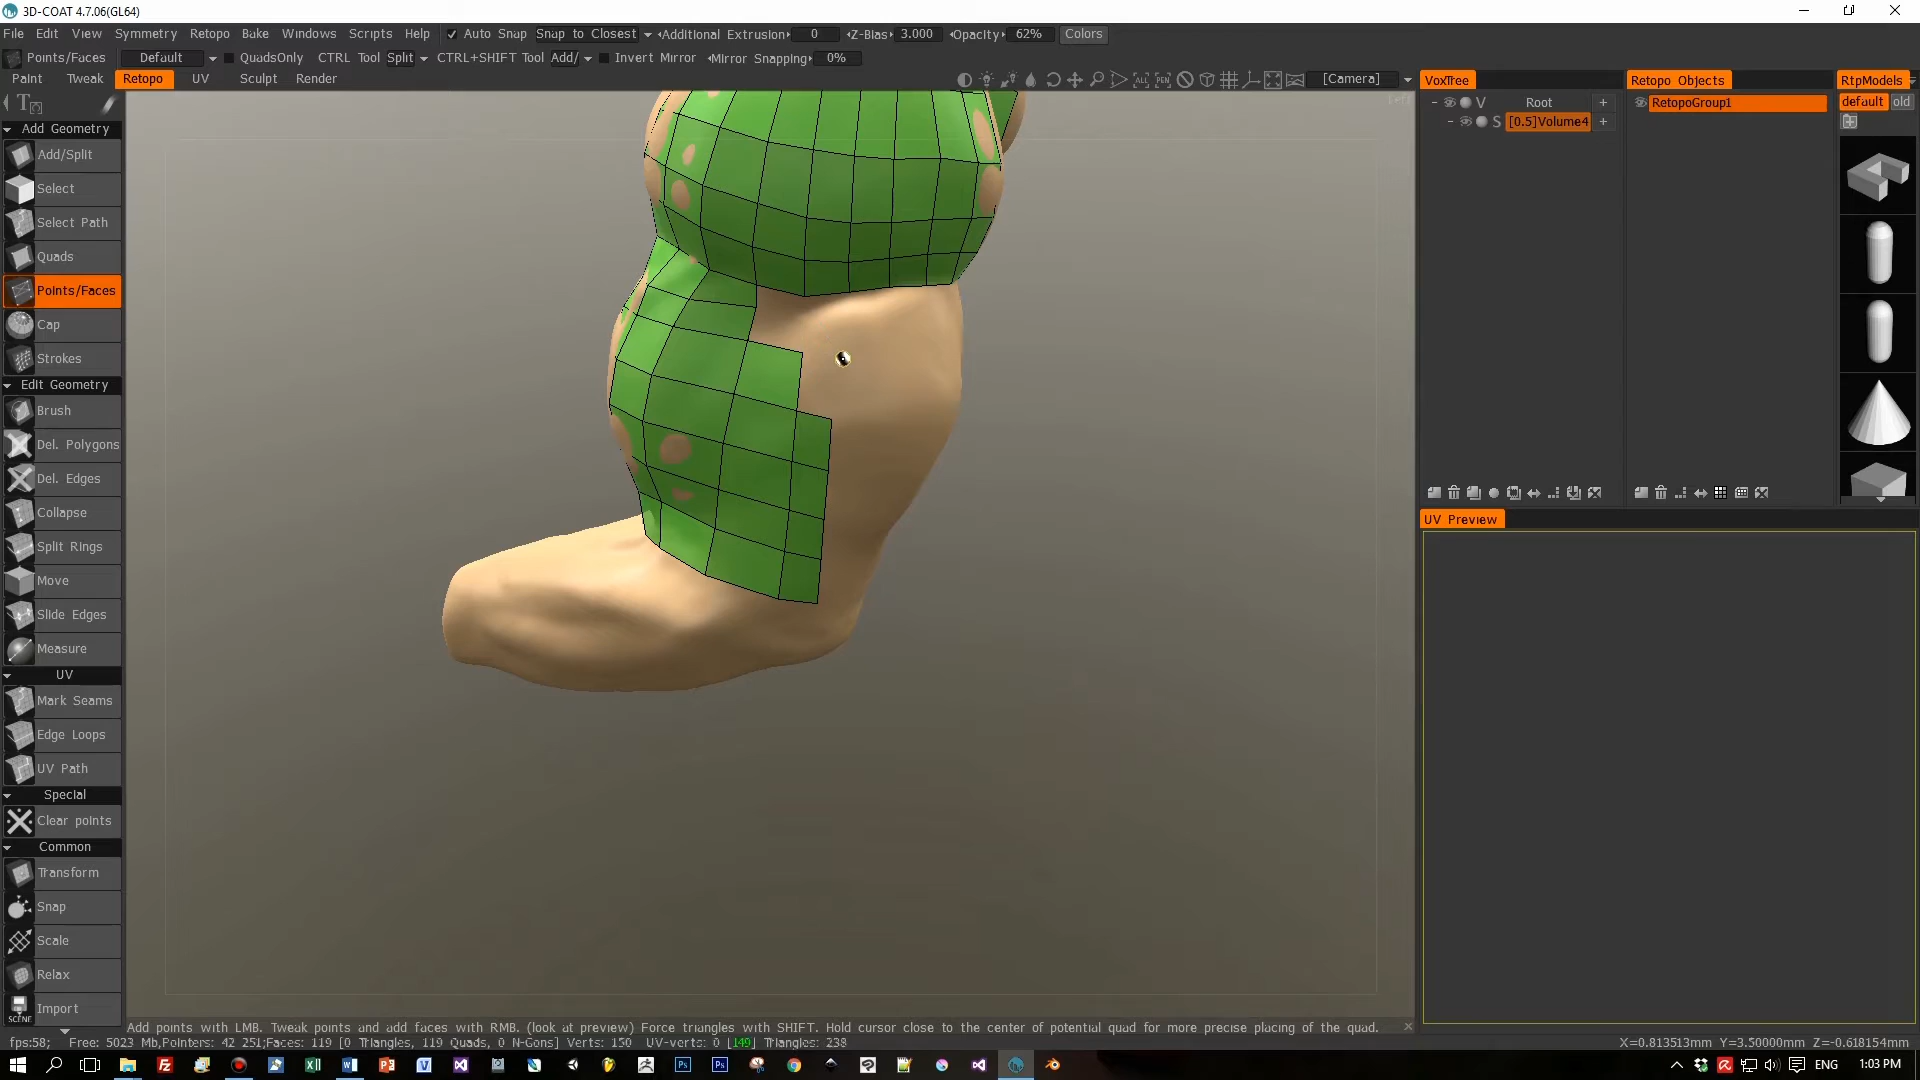 3D-COAT 4.7.06(GL64)
File Edit View Symmetry Retopo Bake Windows Scripts Help Auto Snap Snap to Closest Additional Extrusion 0 Z-Bias 3.000 Opacity 62% Colors
Points/Faces Default QuadsOnly CTRL Tool Split CTRL+SHIFT Tool Add/ Invert Mirror Mirror Snapping 0%
Paint Tweak Retopo UV Sculpt Render ALL PEN [Camera] VoxTree Retopo Objects RtpModels
V Root + RetopoGroup1 default old
S [0.5]Volume4 +
Add Geometry
Add/Split
Select
Select Path
Quads
Points/Faces
Cap
Strokes
Edit Geometry
Brush
Del. Polygons
Del. Edges
Collapse
Split Rings
Move
Slide Edges
Measure
UV
Mark Seams
Edge Loops
UV Path
Special
Clear points
Common
Transform
Snap
Scale
Relax
Import
SCENE
UV Preview
Add points with LMB. Tweak points and add faces with RMB. (look at preview) Force triangles with SHIFT. Hold cursor close to the center of potential quad for more precise placing of the quad.
fps:58; Free: 5023 Mb,Pointers: 42 251;Faces: 119 [0 Triangles, 119 Quads, 0 N-Gons] Verts: 150 UV-verts: 0 [149] Triangles: 238 X=0.813513mm Y=3.50000mm Z=-0.618154mm
ENG 1:03 PM